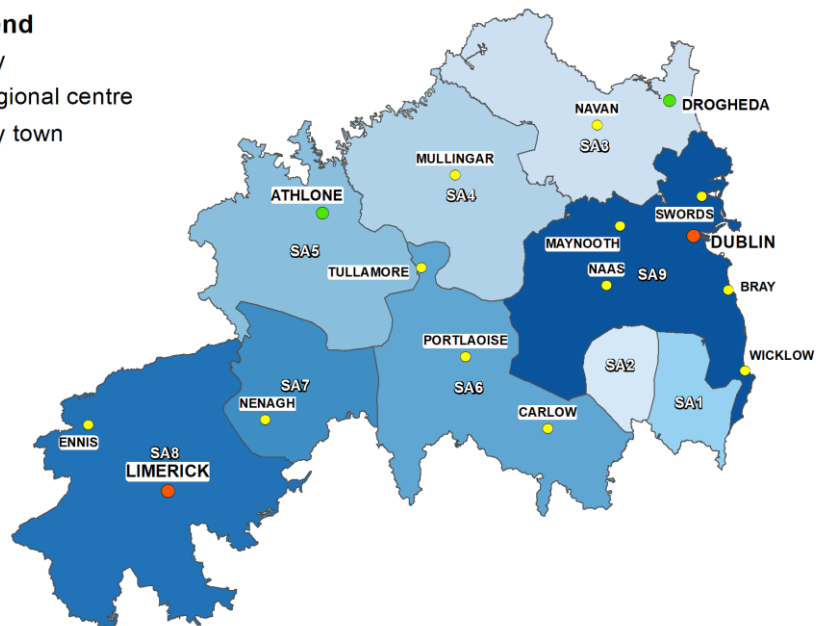 end
y
gional centre
y town
NAVAN
DROGHEDA
SA3
MULLINGAR
SA4
ATHLONE
SWORDS
SA5
MAYNOOTH
DUBLIN
TULLAMORE
NAAS
SA9
BRAY
PORTLAOISE
WICKLOW
SA2
SA7
SA6
NENAGH
SA1
CARLOW
ENNIS
SA8
LIMERICK